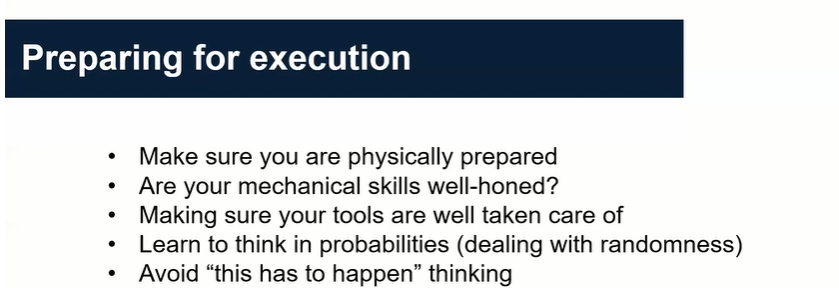 Preparing for execution
• Make sure you are physically prepared
• Are your mechanical skills well-honed?
• Making sure your tools are well taken care of
• Learn to think in probabilities (dealing with randomness)
• Avoid “this has to happen” thinking